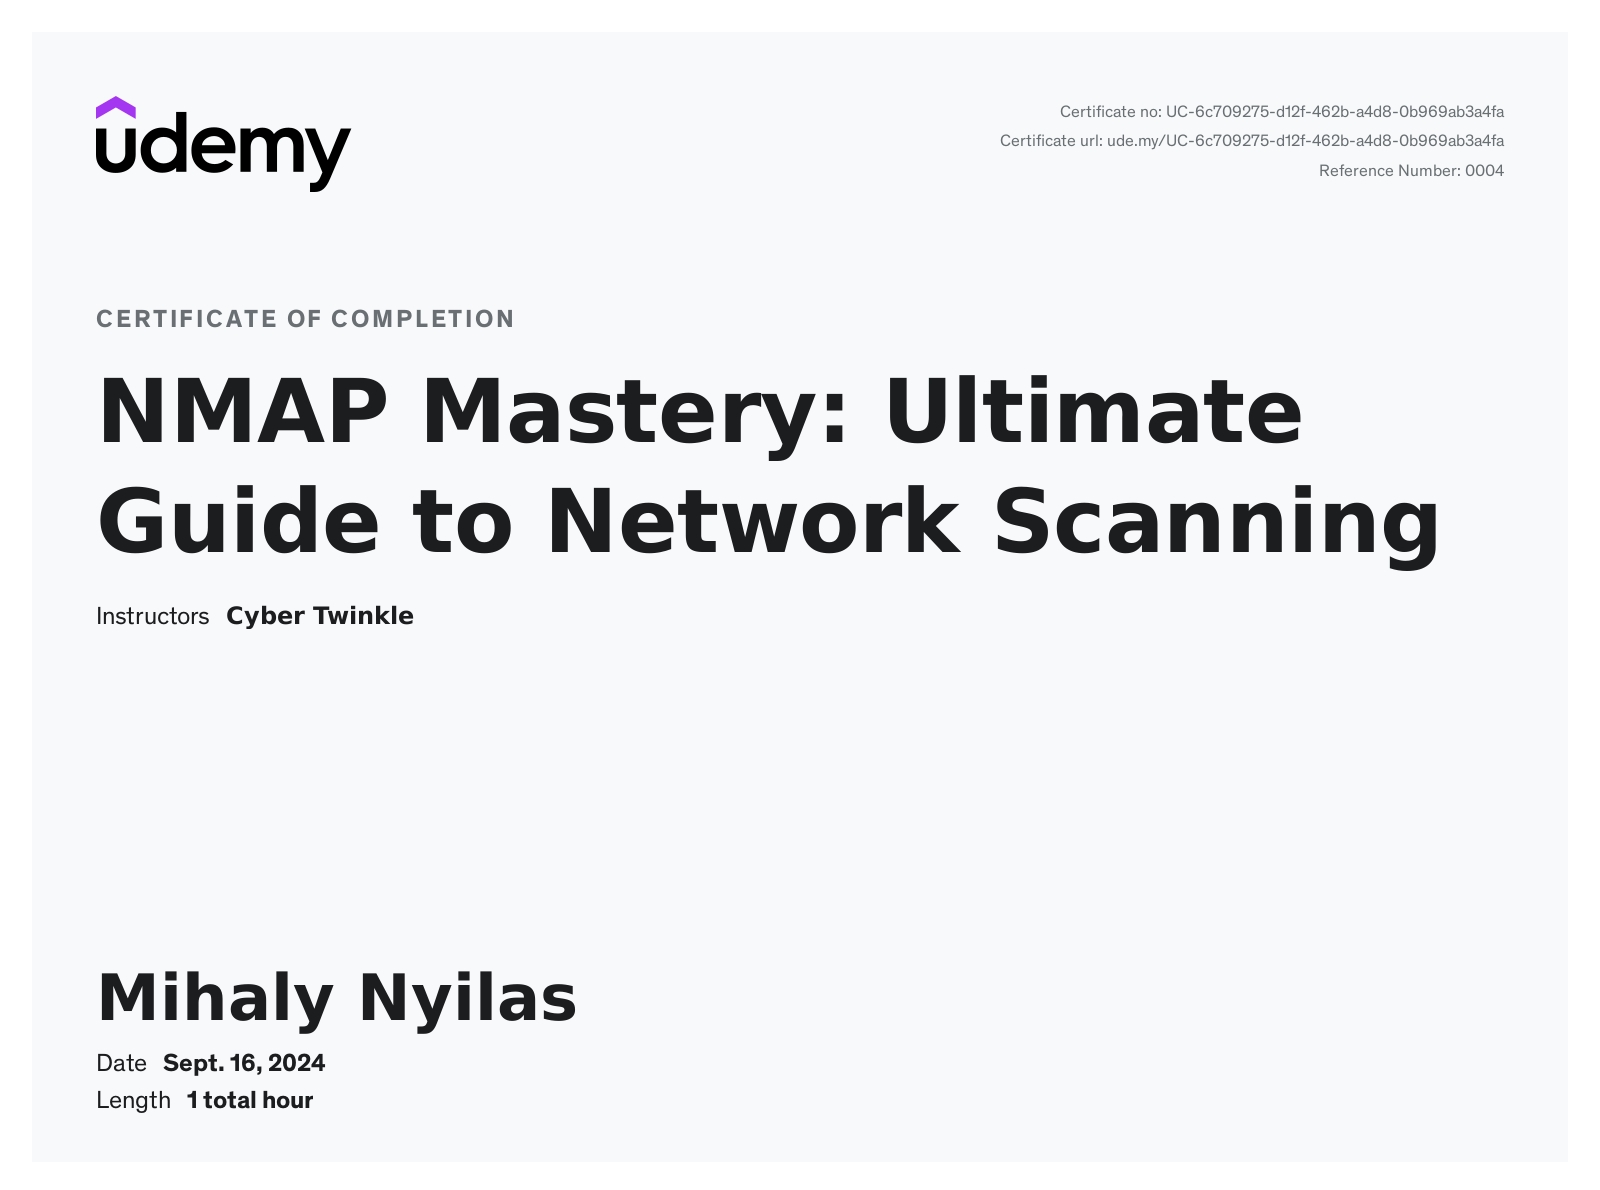 udemy
Certificate no: UC-6c709275-d12f-462b-a4d8-0b969ab3a4fa
Certificate url: ude.my/UC-6c709275-d12f-462b-a4d8-0b969ab3a4fa
Reference Number: 0004
CERTIFICATE OF COMPLETION
NMAP Mastery: Ultimate
Guide to Network Scanning
Instructors Cyber Twinkle
Mihaly Nyilas
Date Sept. 16, 2024
Length 1 total hour